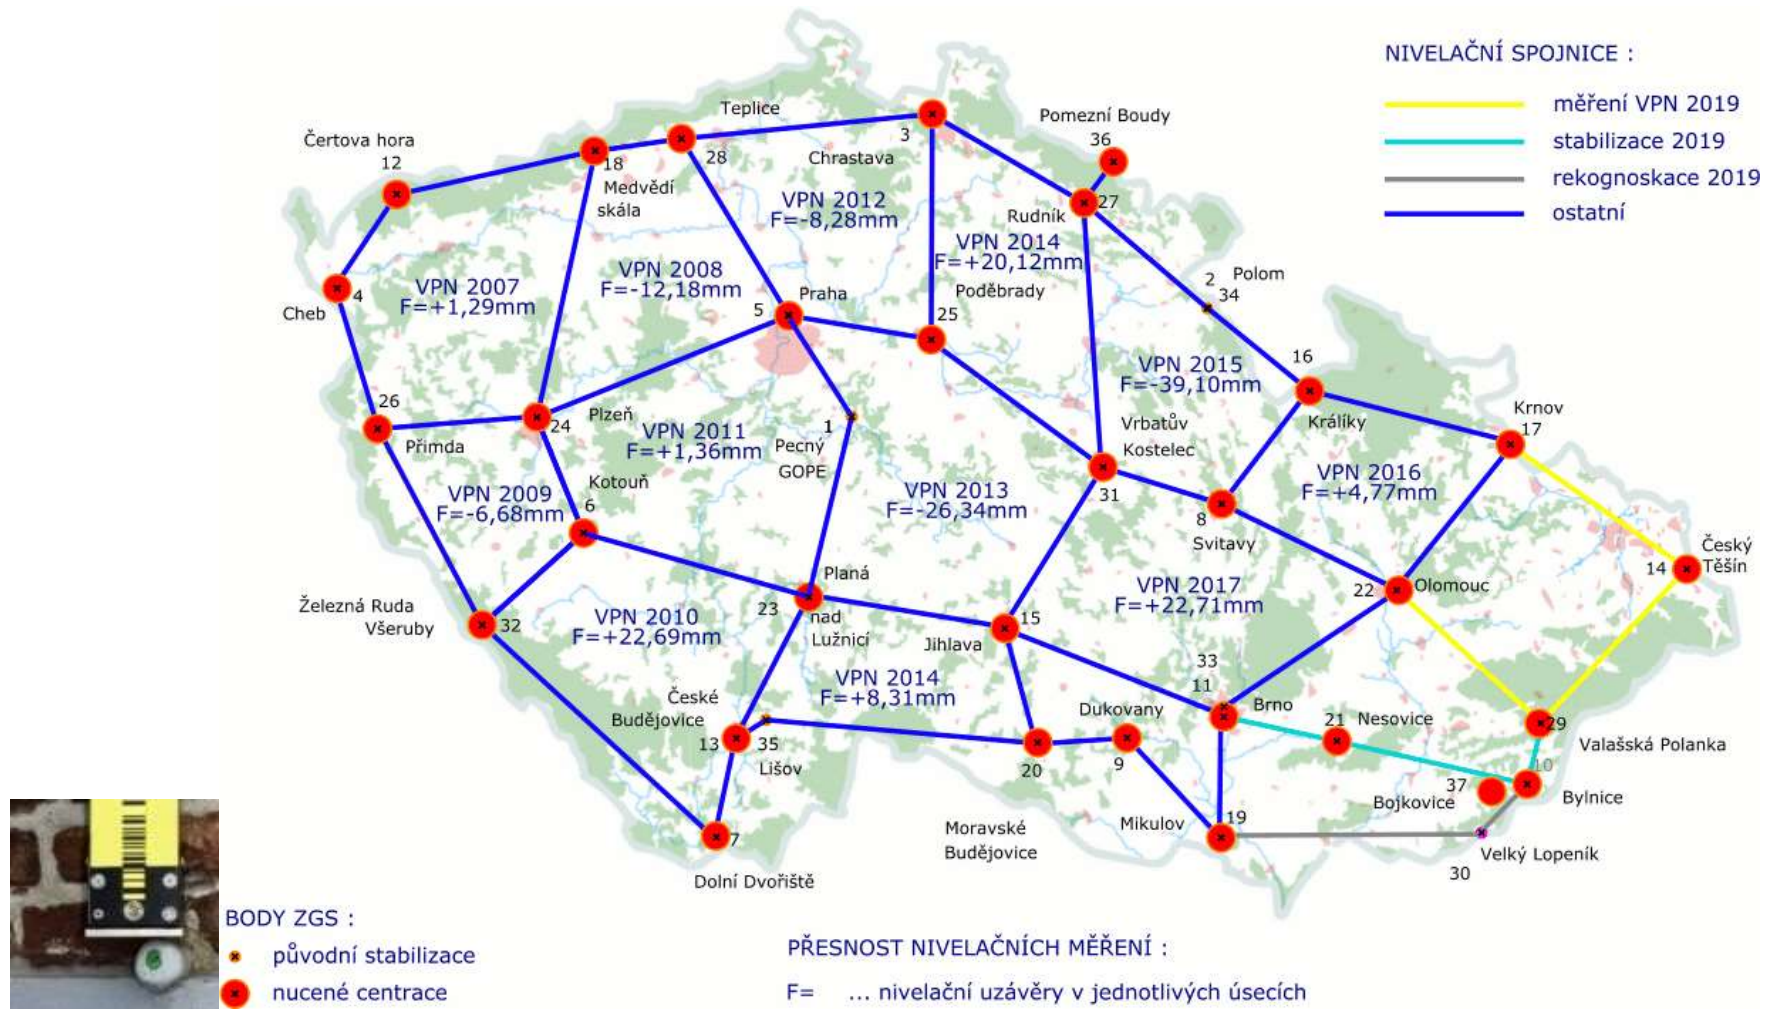 NIVELAČNÍ SPOJNICE :
měření VPN 2019
stabilizace 2019
rekognoskace 2019
ostatní
Teplice
28
3
Chrastava
Pomezní Boudy
36
Čertova hora
12
18
Medvědí
skála
VPN 2012
F=-8,28mm
Rudník
27
VPN 2014
F=+20,12mm
VPN 2007
F=+1,29mm
VPN 2008
F=-12,18mm
4
Cheb
5
Praha
Poděbrady
25
2
34
Polom
VPN 2015
F=-39,10mm
16
Králíky
Krnov
17
26
Přimda
24
Plzeň
VPN 2011
F=+1,36mm
1
Pecný
GOPE
Vrbatův
Kostelec
31
VPN 2009
F=-6,68mm
Kotouň
6
VPN 2013
F=-26,34mm
8
Svitavy
VPN 2016
F=+4,77mm
Český
Těšín
14
Železná Ruda
Všeruby
32
VPN 2010
F=+22,69mm
23
Planá
nad
Lužnicí
Jihlava
15
VPN 2017
F=+22,71mm
22
Olomouc
VPN 2014
F=+8,31mm
33
11
Brno
České
Budějovice
13
35
Lišov
20
Dukovany
9
21
Nesovice
29
Valašská Polanka
10
Bylnice
37
Bojkovice
7
Dolní Dvořiště
Moravské
Budějovice
Mikulov
19
Velký Lopeník
30
BODY ZGS :
původní stabilizace
nucené centrace
PŘESNOST NIVELAČNÍCH MĚŘENÍ :
F= ... nivelační uzávěry v jednotlivých úsecích